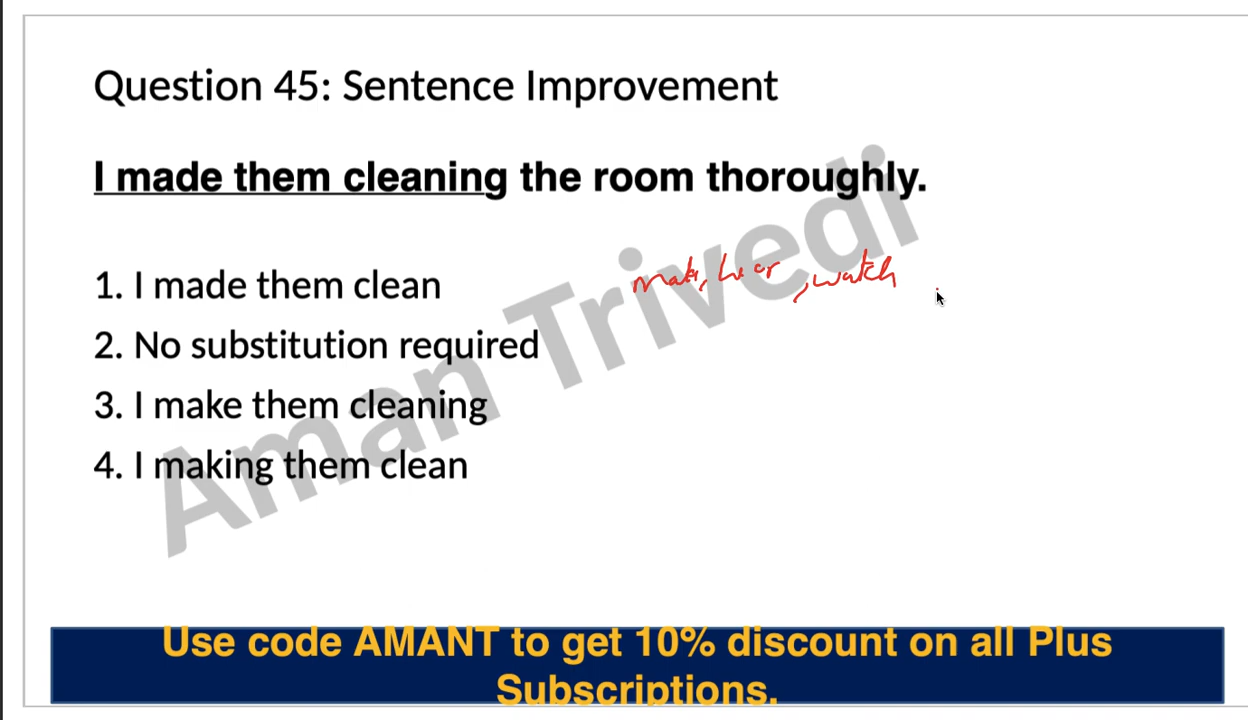 Question 45: Sentence Improvement
I made them cleaning the room thoroughly.
1. I made them clean
make, hear, watch
2. No substitution required
3. I make them cleaning
4. I making them clean
Aman Trivedi
Use code AMANT to get 10% discount on all Plus
Subscriptions.